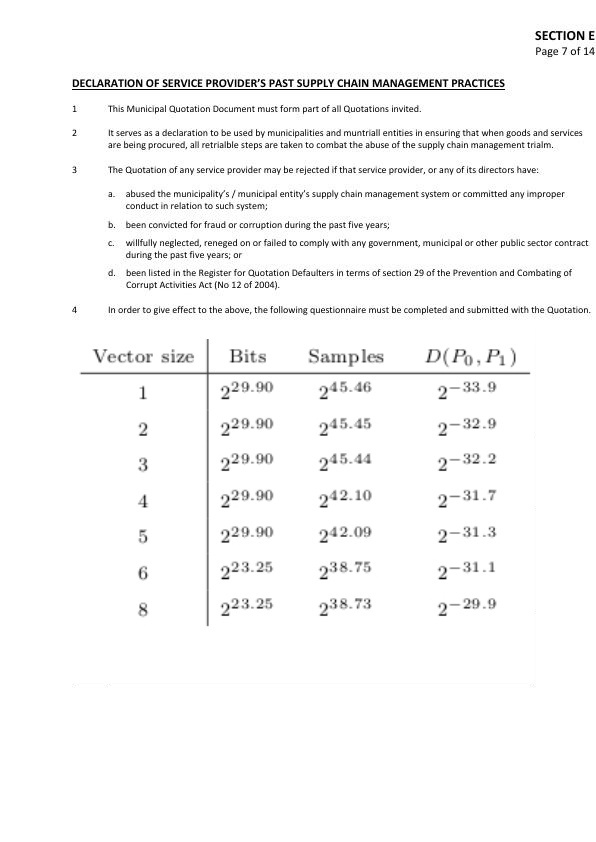 SECTION E
Page 7 of 14
DECLARATION OF SERVICE PROVIDER’S PAST SUPPLY CHAIN MANAGEMENT PRACTICES
1 This Municipal Quotation Document must form part of all Quotations invited.
2 It serves as a declaration to be used by municipalities and muntriall entities in ensuring that when goods and services
are being procured, all retrialble steps are taken to combat the abuse of the supply chain management trialm.
3 The Quotation of any service provider may be rejected if that service provider, or any of its directors have:
a. abused the municipality’s / municipal entity’s supply chain management system or committed any improper
conduct in relation to such system;
b. been convicted for fraud or corruption during the past five years;
c. willfully neglected, reneged on or failed to comply with any government, municipal or other public sector contract
during the past five years; or
d. been listed in the Register for Quotation Defaulters in terms of section 29 of the Prevention and Combating of
Corrupt Activities Act (No 12 of 2004).
4 In order to give effect to the above, the following questionnaire must be completed and submitted with the Quotation.
Vector size Bits Samples D(P_0, P_1)
1 2^29.90 2^45.46 2^−33.9
2 2^29.90 2^45.45 2^−32.9
3 2^29.90 2^45.44 2^−32.2
4 2^29.90 2^42.10 2^−31.7
5 2^29.90 2^42.09 2^−31.3
6 2^23.25 2^38.75 2^−31.1
8 2^23.25 2^38.73 2^−29.9